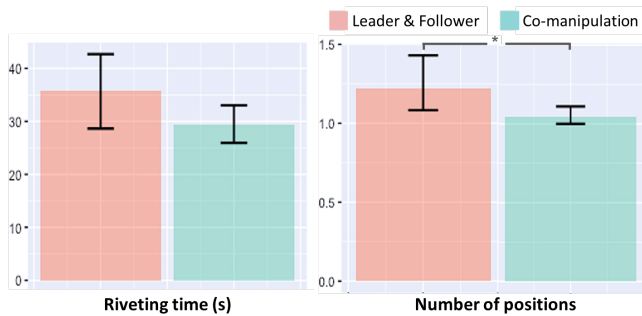 Leader & Follower
Co-manipulation
40
30
20
10
0
Riveting time (s)
*
1.5
1.0
0.5
0.0
Number of positions